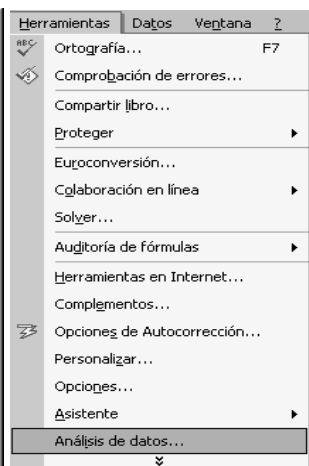 Herramientas Datos Ventana ?
Ortografía... F7
Comprobación de errores...
Compartir libro...
Proteger
Euroconversión...
Colaboración en línea
Solver...
Auditoría de fórmulas
Herramientas en Internet...
Complementos...
Opciones de Autocorrección...
Personalizar...
Opciones...
Asistente
Análisis de datos...